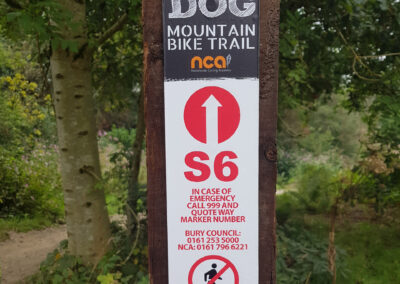 DOG
MOUNTAIN
BIKE TRAIL
nca
S6
IN CASE OF
EMERGENCY
CALL 999 AND
QUOTE WAY
MARKER NUMBER
BURY COUNCIL:
0161 253 5000
NCA: 0161 796 6221